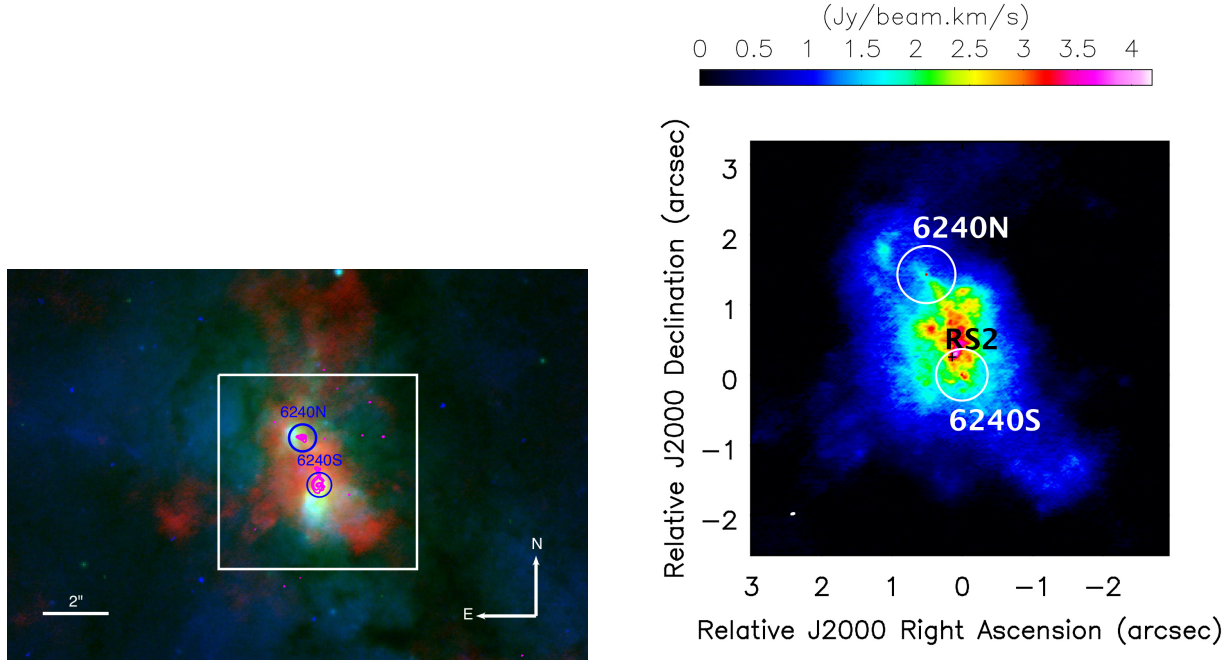 6240N
6240S
2"
N
E
(Jy/beam.km/s)
0 0.5 1 1.5 2 2.5 3 3.5 4
Relative J2000 Declination (arcsec)
3
2
1
0
−1
−2
6240N
RS2
6240S
3 2 1 0 −1 −2
Relative J2000 Right Ascension (arcsec)